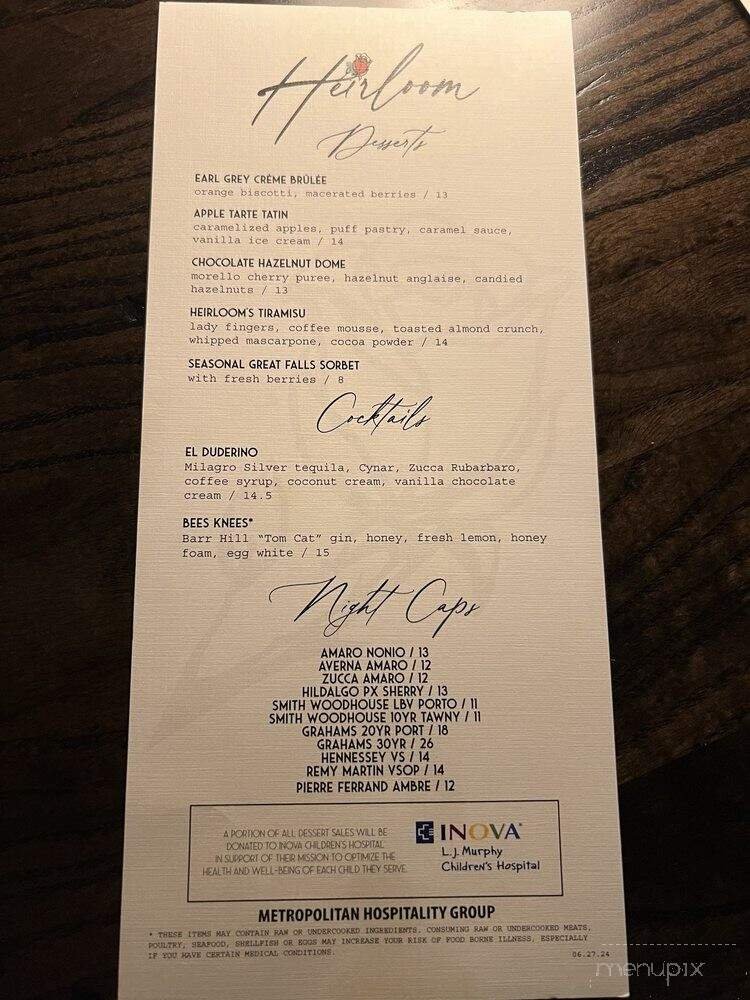 Heirloom
Desserts
EARL GREY CRÈME BRÛLÉE
orange biscotti, macerated berries / 13
APPLE TARTE TATIN
caramelized apples, puff pastry, caramel sauce,
vanilla ice cream / 14
CHOCOLATE HAZELNUT DOME
morello cherry puree, hazelnut anglaise, candied
hazelnuts / 13
HEIRLOOM'S TIRAMISU
lady fingers, coffee mousse, toasted almond crunch,
whipped mascarpone, cocoa powder / 14
SEASONAL GREAT FALLS SORBET
with fresh berries / 8
Cocktails
EL DUDERINO
Milagro Silver tequila, Cynar, Zucca Rubarbaro,
coffee syrup, coconut cream, vanilla chocolate
cream / 14.5
BEES KNEES*
Barr Hill "Tom Cat" gin, honey, fresh lemon, honey
foam, egg white / 15
Night Caps
AMARO NONIO / 13
AVERNA AMARO / 12
ZUCCA AMARO / 12
HILDALGO PX SHERRY / 13
SMITH WOODHOUSE LBV PORTO / 11
SMITH WOODHOUSE 10YR TAWNY / 11
GRAHAMS 20YR PORT / 18
GRAHAMS 30YR / 26
HENNESSEY VS / 14
REMY MARTIN VSOP / 14
PIERRE FERRAND AMBRE / 12
A PORTION OF ALL DESSERT SALES WILL BE
DONATED TO INOVA CHILDREN'S HOSPITAL
IN SUPPORT OF THEIR MISSION TO OPTIMIZE THE
HEALTH AND WELL-BEING OF EACH CHILD THEY SERVE.
INOVA®
L.J. Murphy
Children's Hospital
METROPOLITAN HOSPITALITY GROUP
* THESE ITEMS MAY CONTAIN RAW OR UNDERCOOKED INGREDIENTS. CONSUMING RAW OR UNDERCOOKED MEATS,
POULTRY, SEAFOOD, SHELLFISH OR EGGS MAY INCREASE YOUR RISK OF FOOD BORNE ILLNESS, ESPECIALLY
IF YOU HAVE CERTAIN MEDICAL CONDITIONS.
06.27.24
menupix